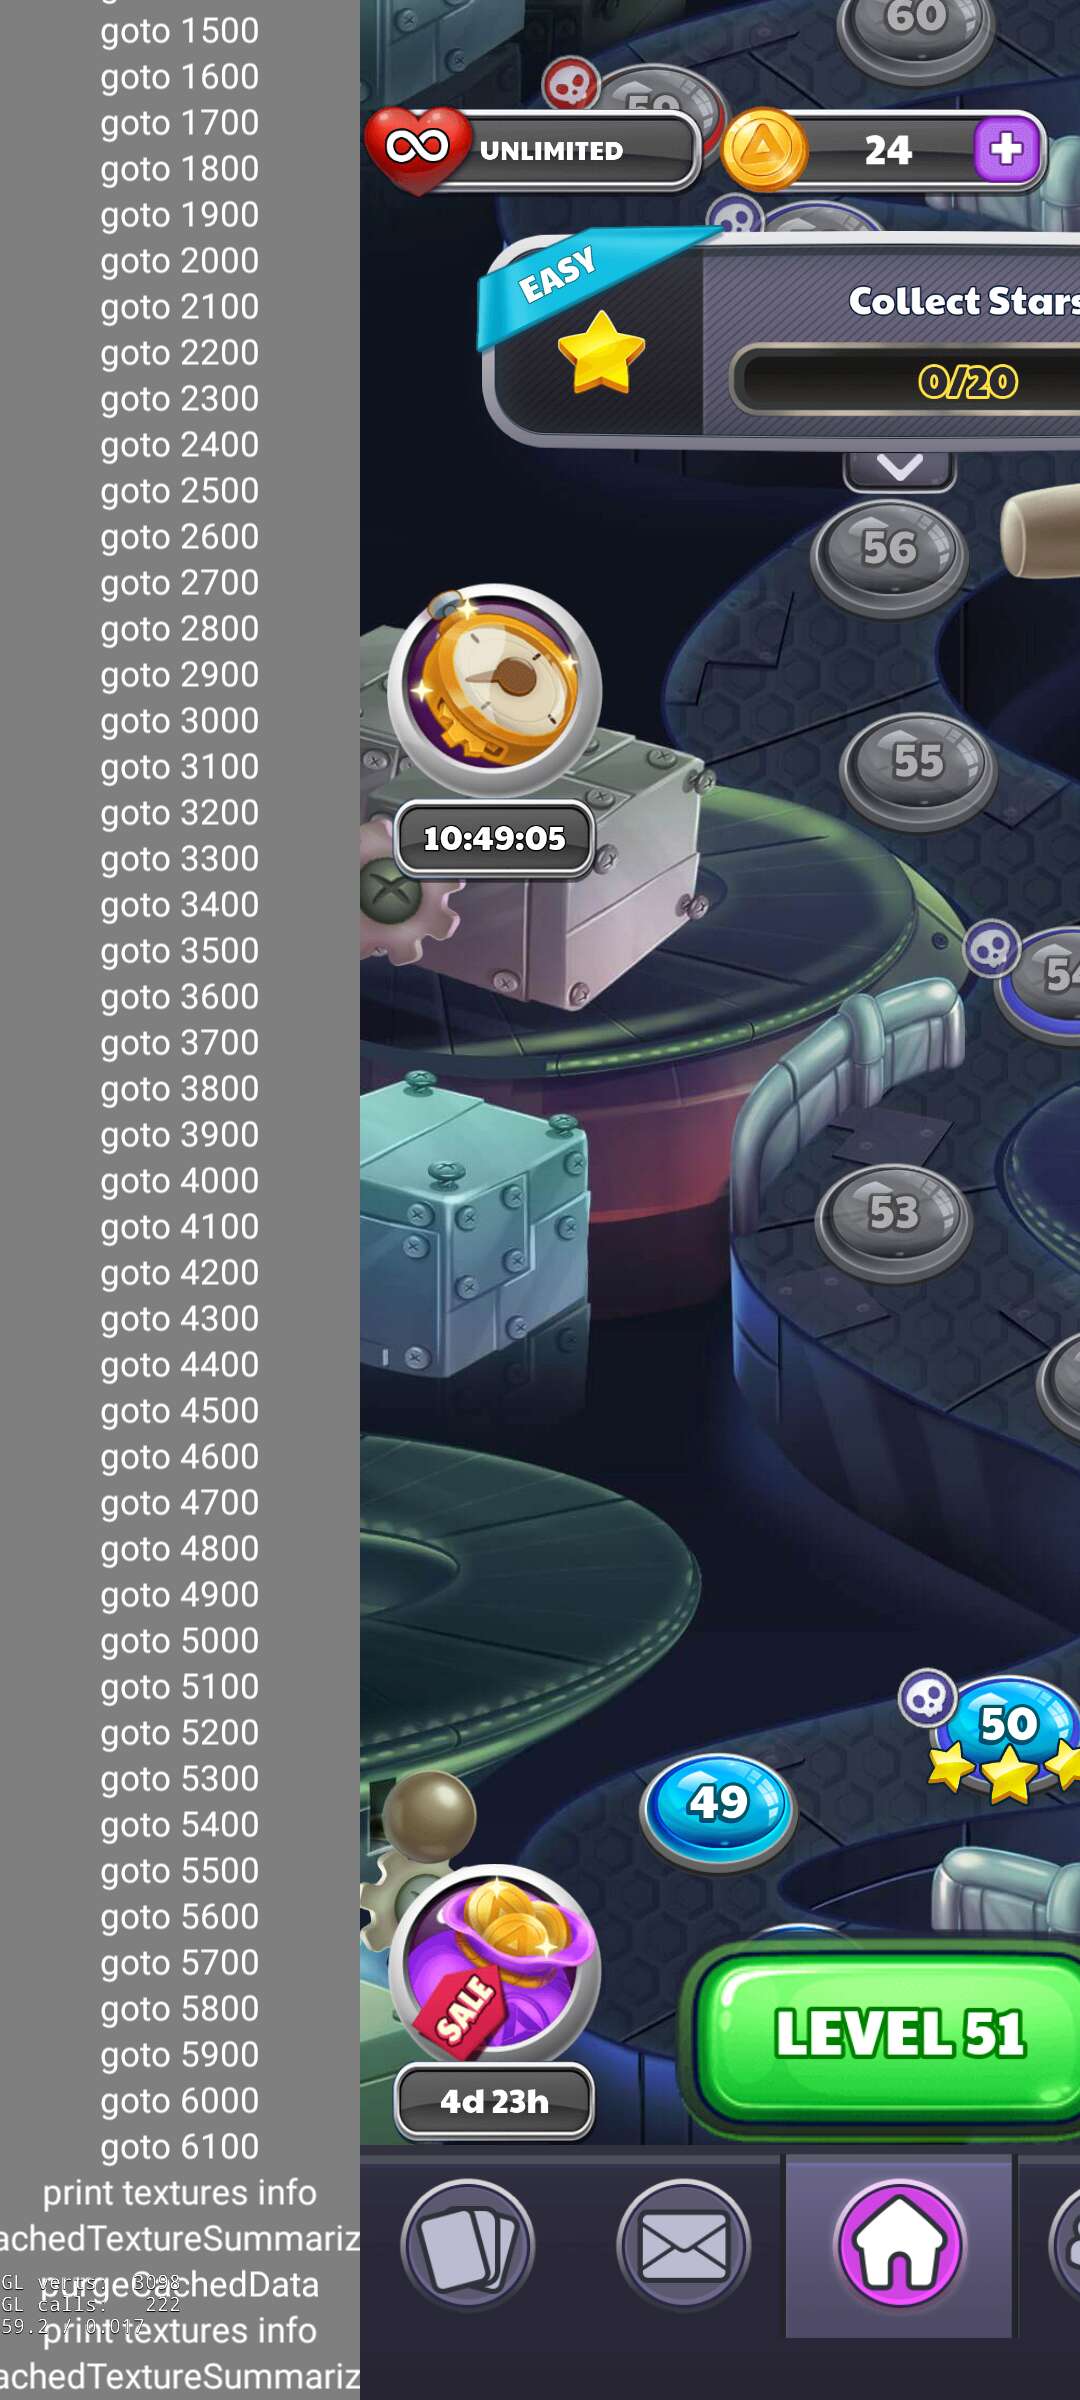 goto 1500
goto 1600
goto 1700
goto 1800
goto 1900
goto 2000
goto 2100
goto 2200
goto 2300
goto 2400
goto 2500
goto 2600
goto 2700
goto 2800
goto 2900
goto 3000
goto 3100
goto 3200
goto 3300
goto 3400
goto 3500
goto 3600
goto 3700
goto 3800
goto 3900
goto 4000
goto 4100
goto 4200
goto 4300
goto 4400
goto 4500
goto 4600
goto 4700
goto 4800
goto 4900
goto 5000
goto 5100
goto 5200
goto 5300
goto 5400
goto 5500
goto 5600
goto 5700
goto 5800
goto 5900
goto 6000
goto 6100
print textures info
achedTextureSummariz
purgeCachedData
GL verts: 3098
GL calls: 222
59.2 / 0.017
print textures info
achedTextureSummariz
60
59
UNLIMITED
24
EASY
Collect Stars
0/20
56
55
10:49:05
54
53
50
49
SALE
LEVEL 51
4d 23h